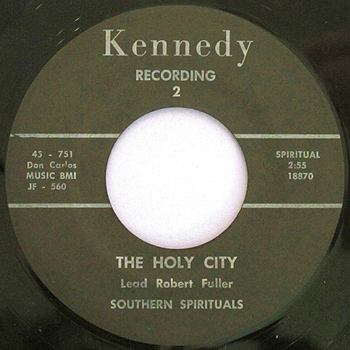 Kennedy
RECORDING
2
45 - 751
Don Carlos
MUSIC BMI
JF - 560
SPIRITUAL
2:55
18870
THE HOLY CITY
Lead Robert Fuller
SOUTHERN SPIRITUALS